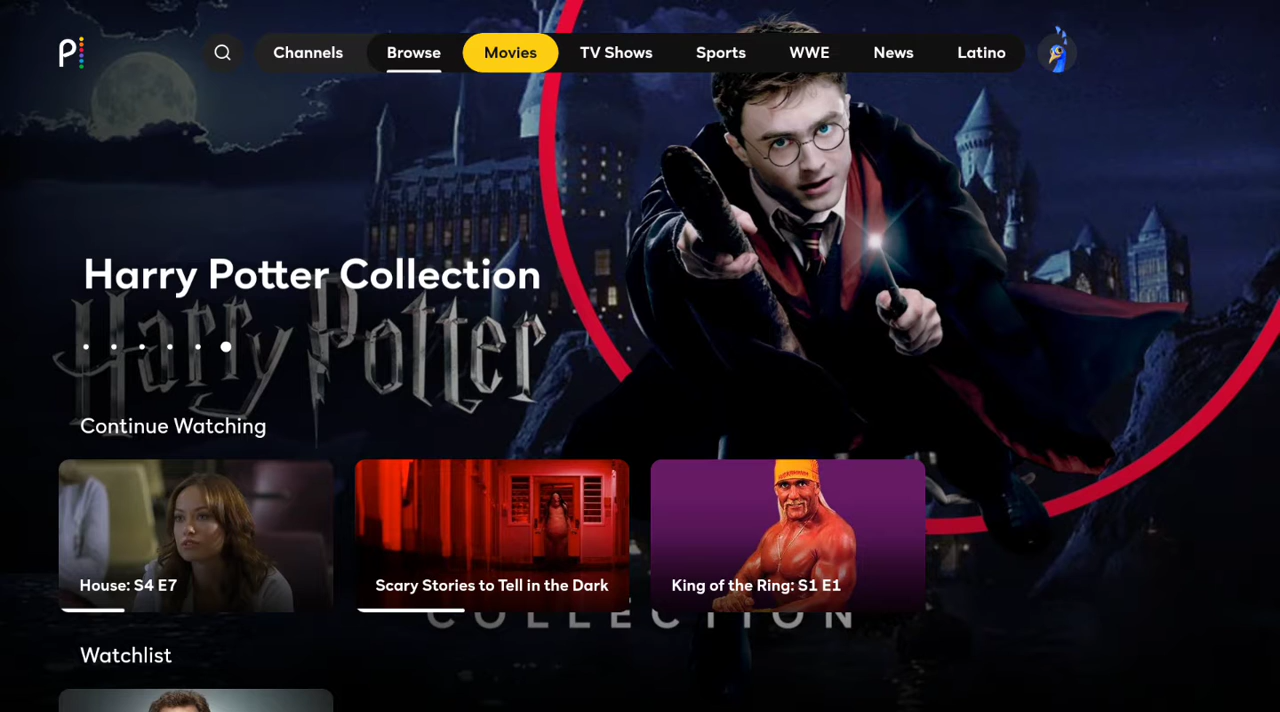 P
Channels
Browse
Movies
TV Shows
Sports
WWE
News
Latino
Harry Potter Collection
Harry Potter
Continue Watching
House: S4 E7
Scary Stories to Tell in the Dark
King of the Ring: S1 E1
COLLECTION
Watchlist